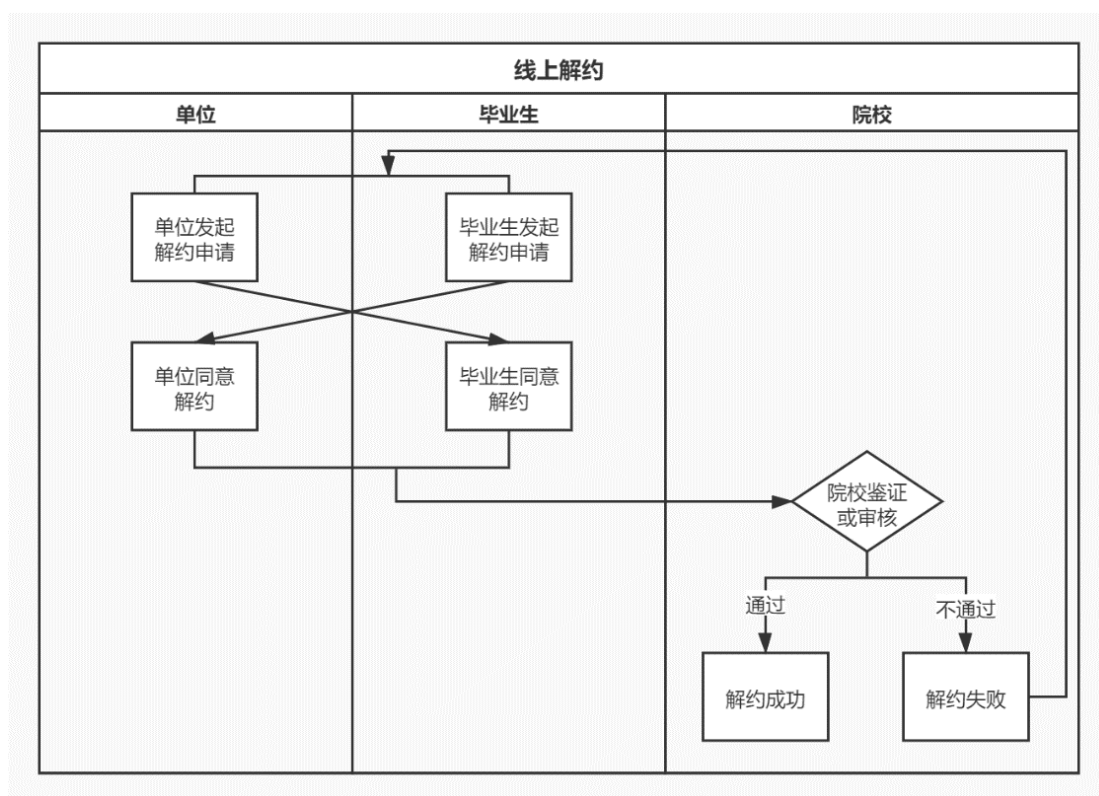 线上解约
单位
毕业生
院校
单位发起
解约申请
毕业生发起
解约申请
单位同意
解约
毕业生同意
解约
院校鉴证
或审核
通过
不通过
解约成功
解约失败